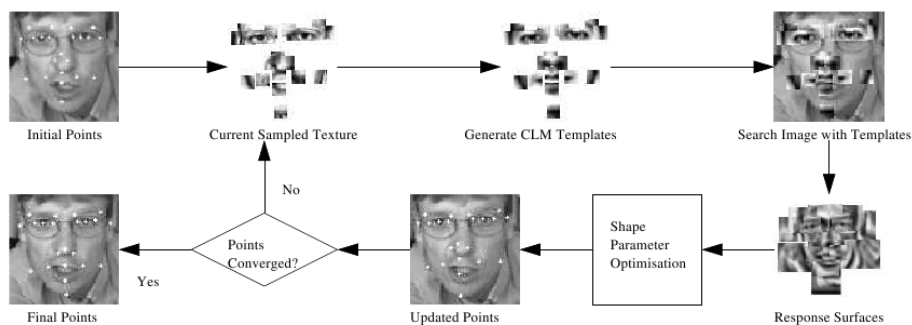 Initial Points
Current Sampled Texture
Generate CLM Templates
Search Image with Templates
No
Points
Converged?
Yes
Shape
Parameter
Optimisation
Final Points
Updated Points
Response Surfaces